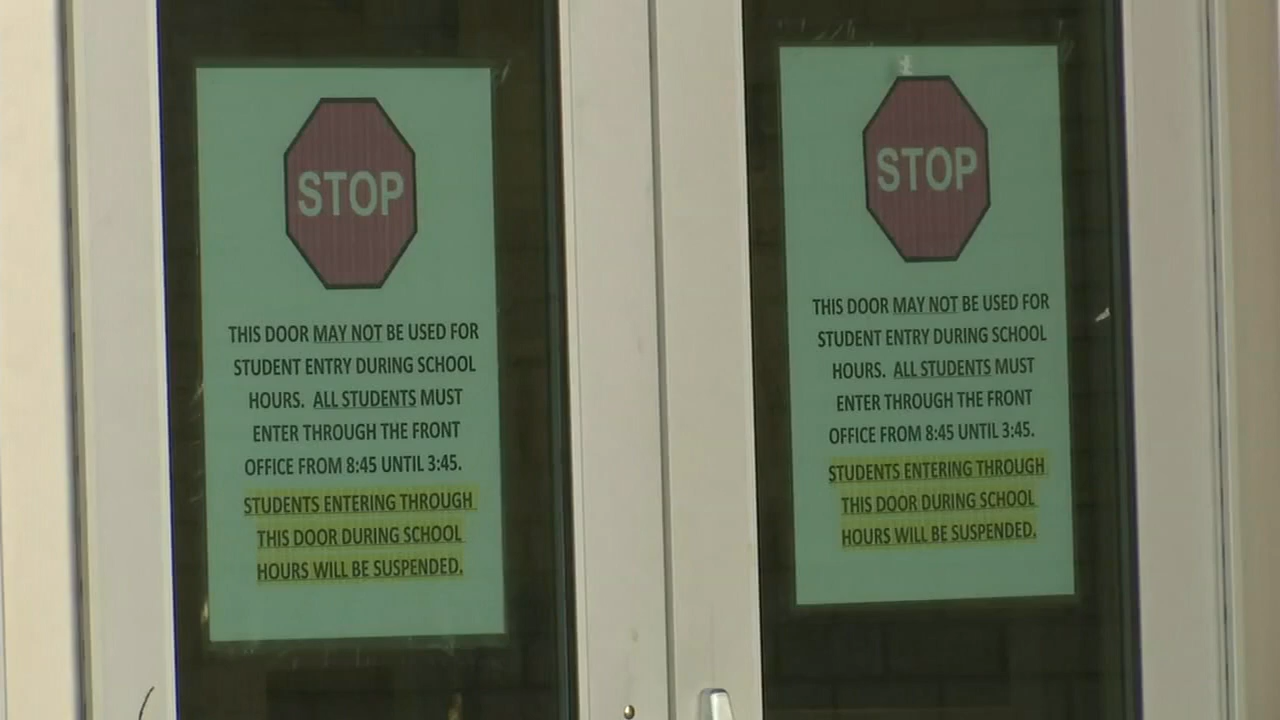 STOP
THIS DOOR MAY NOT BE USED FOR
STUDENT ENTRY DURING SCHOOL
HOURS. ALL STUDENTS MUST
ENTER THROUGH THE FRONT
OFFICE FROM 8:45 UNTIL 3:45.
STUDENTS ENTERING THROUGH
THIS DOOR DURING SCHOOL
HOURS WILL BE SUSPENDED.
STOP
THIS DOOR MAY NOT BE USED FOR
STUDENT ENTRY DURING SCHOOL
HOURS. ALL STUDENTS MUST
ENTER THROUGH THE FRONT
OFFICE FROM 8:45 UNTIL 3:45.
STUDENTS ENTERING THROUGH
THIS DOOR DURING SCHOOL
HOURS WILL BE SUSPENDED.